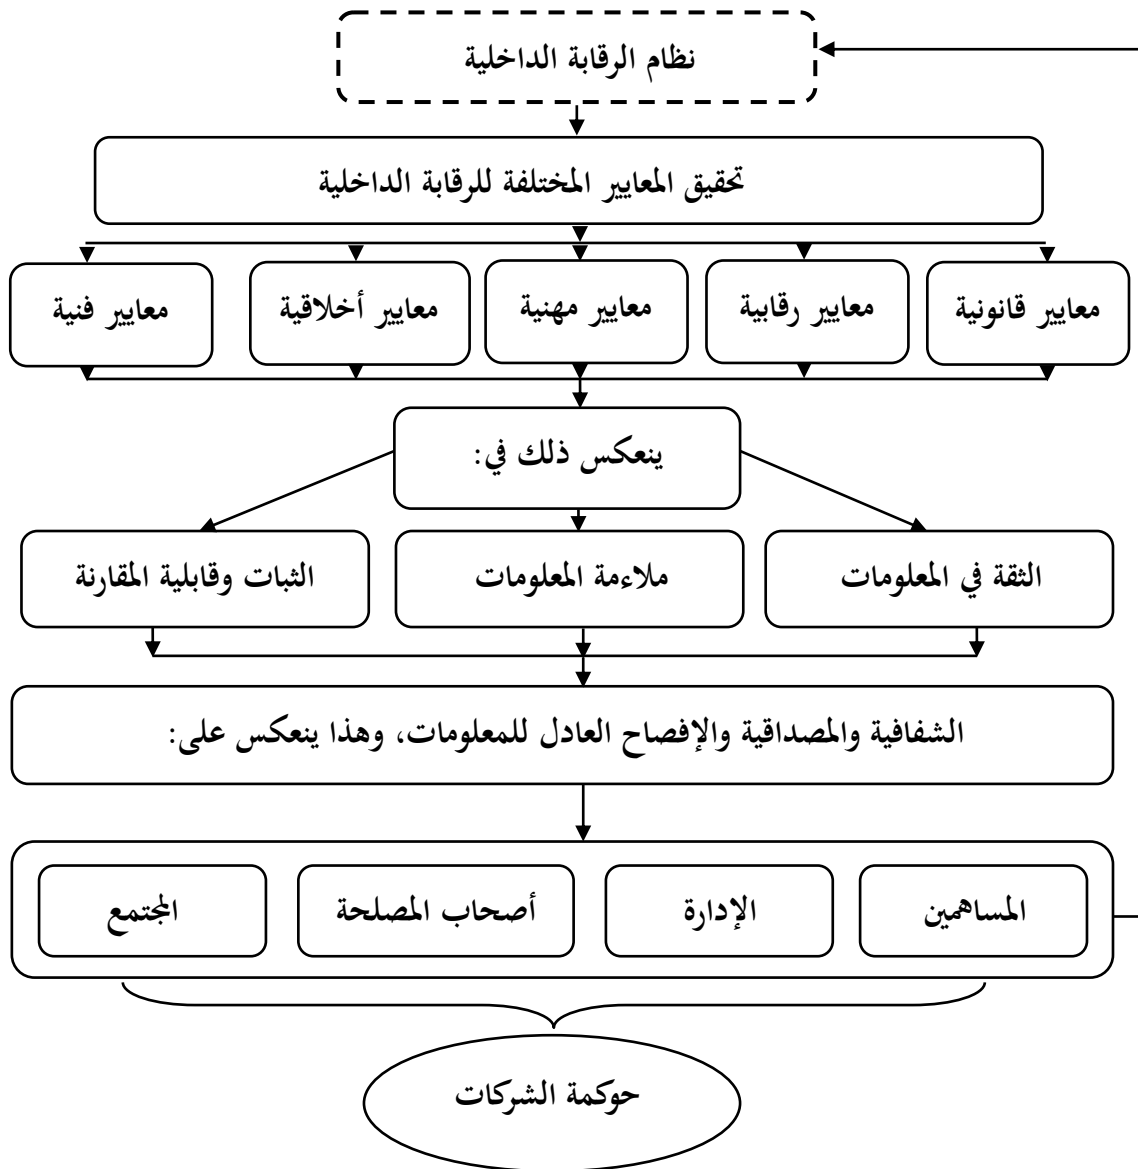 نظام الرقابة الداخلية
تحقيق المعايير المختلفة للرقابة الداخلية
معايير قانونية
معايير رقابية
معايير مهنية
معايير أخلاقية
معايير فنية
ينعكس ذلك في:
الثقة في المعلومات
ملاءمة المعلومات
الثبات وقابلية المقارنة
الشفافية والمصداقية والإفصاح العادل للمعلومات، وهذا ينعكس على:
المساهمين
الإدارة
أصحاب المصلحة
المجتمع
حوكمة الشركات